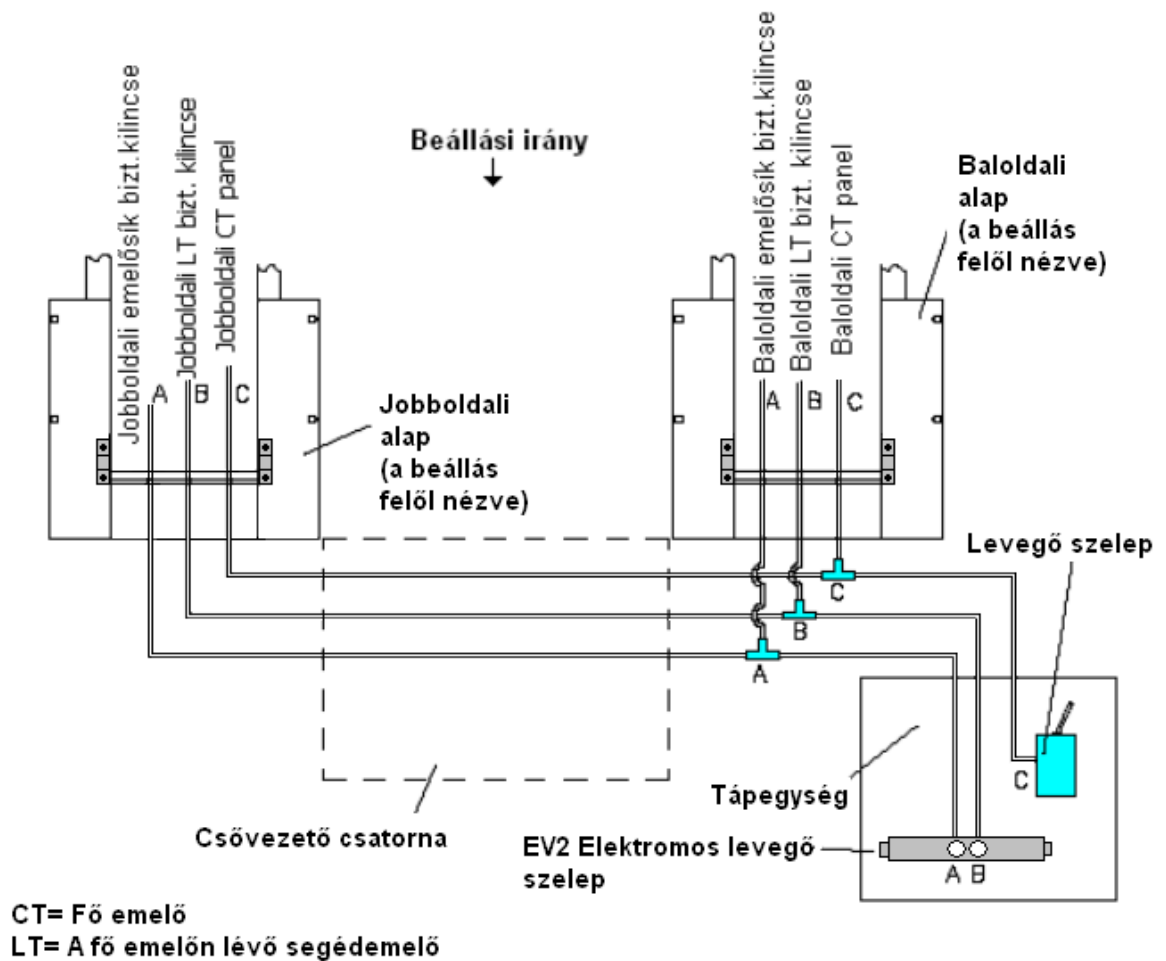 Jobboldali emelősík bizt.kilincse
Jobboldali LT bizt. kilincse
Jobboldali CT panel
Beállási irány
Baloldali emelősík bizt.kilincse
Baloldali LT bizt. kilincse
Baloldali CT panel
Baloldali
alap
(a beállás
felől nézve)
A
B
C
Jobboldali
alap
(a beállás
felől nézve)
A
B
C
Levegő szelep
C
B
A
C
Tápegység
Csővezető csatorna
EV2 Elektromos levegő
szelep
A B
CT= Fő emelő
LT= A fő emelőn lévő segédemelő